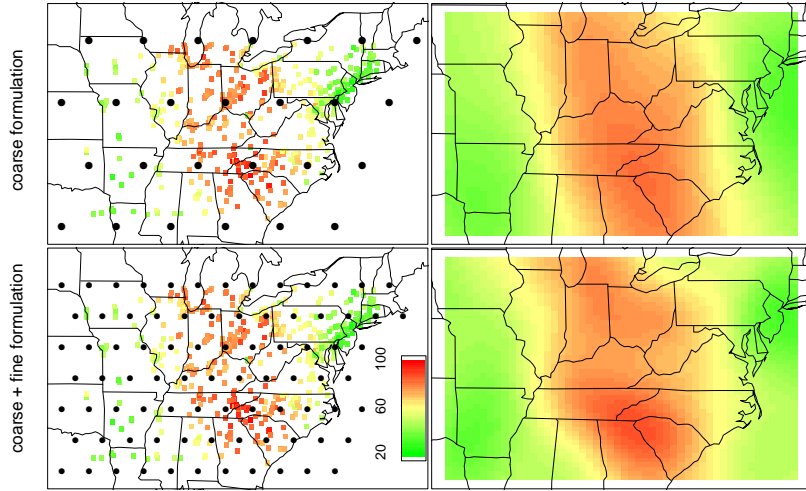 coarse formulation
coarse + fine formulation
100
60
20